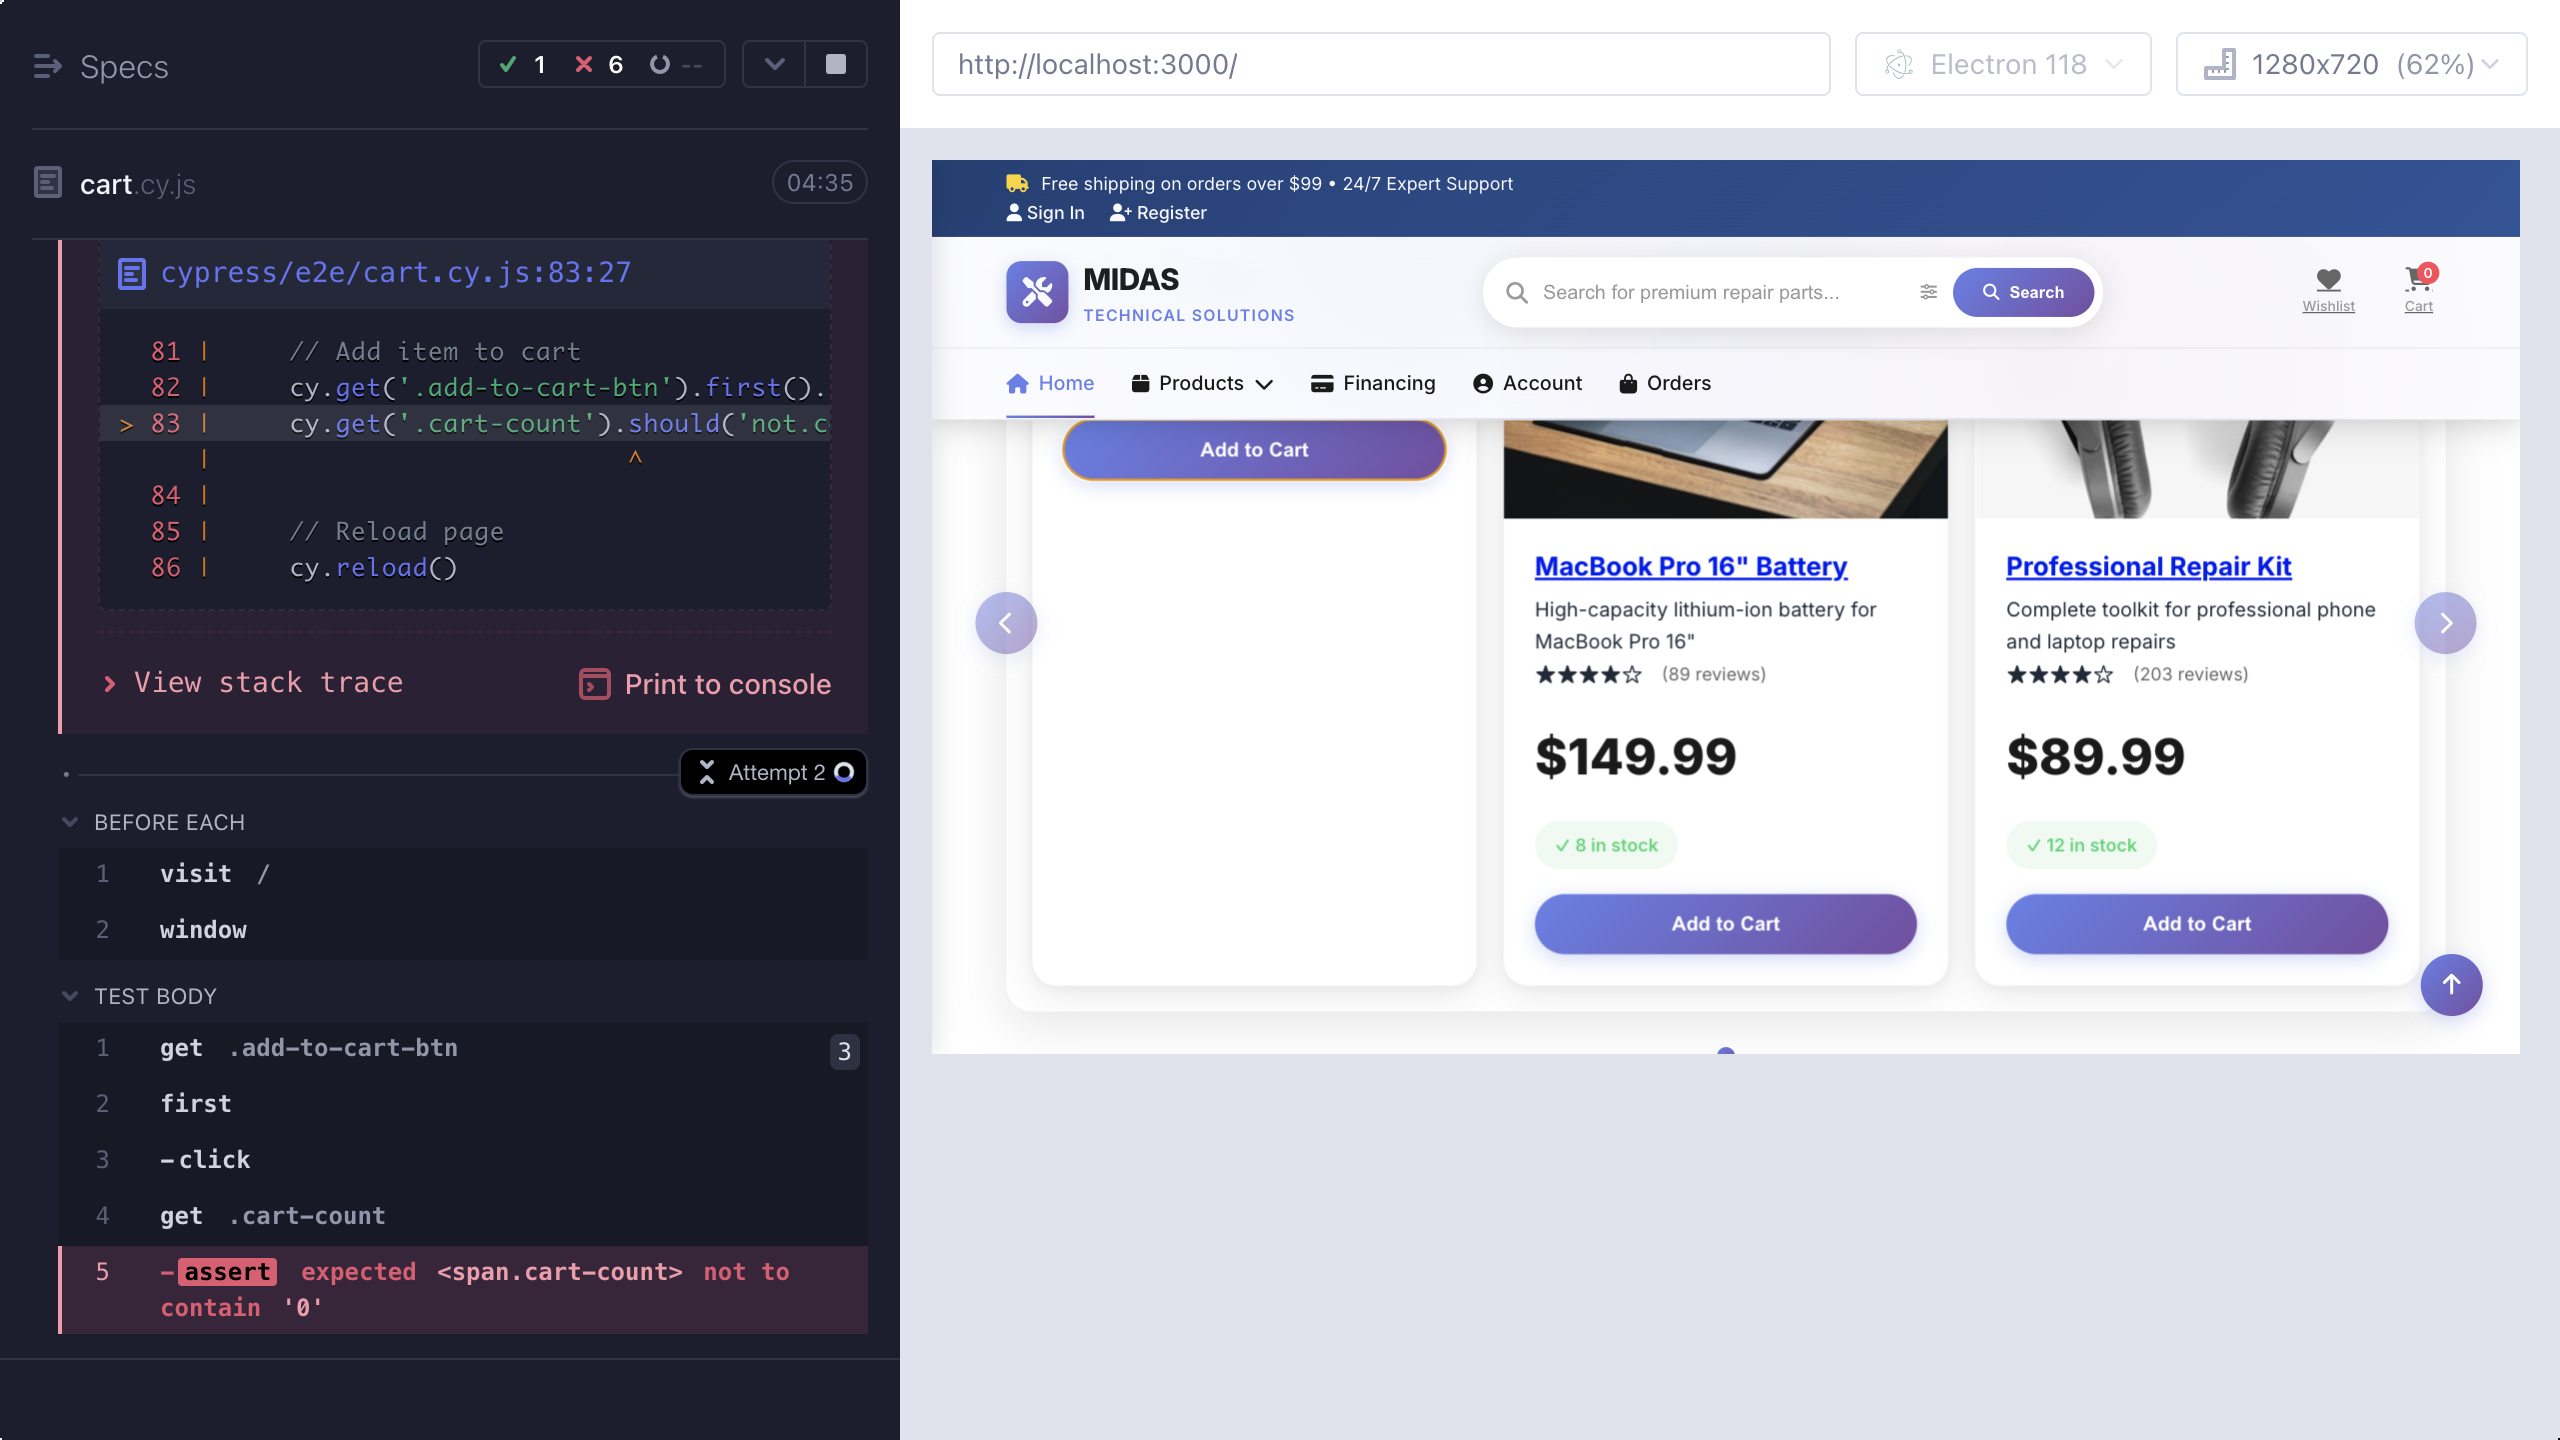 Specs
1 6 --
cart.cy.js
04:35
cypress/e2e/cart.cy.js:83:27
81 | // Add item to cart
82 | cy.get('.add-to-cart-btn').first().
> 83 | cy.get('.cart-count').should('not.c
| ^
84 |
85 | // Reload page
86 | cy.reload()
View stack trace
Print to console
Attempt 2
BEFORE EACH
1 visit /
2 window
TEST BODY
1 get .add-to-cart-btn 3
2 first
3 -click
4 get .cart-count
5 -assert expected <span.cart-count> not to
contain '0'
http://localhost:3000/
Electron 118
1280x720 (62%)
Free shipping on orders over $99 • 24/7 Expert Support
Sign In Register
MIDAS
TECHNICAL SOLUTIONS
Search for premium repair parts...
Search
Wishlist
0
Cart
Home Products Financing Account Orders
Add to Cart
MacBook Pro 16" Battery
High-capacity lithium-ion battery for
MacBook Pro 16"
★★★★☆ (89 reviews)
$149.99
✓ 8 in stock
Add to Cart
Professional Repair Kit
Complete toolkit for professional phone
and laptop repairs
★★★★☆ (203 reviews)
$89.99
✓ 12 in stock
Add to Cart